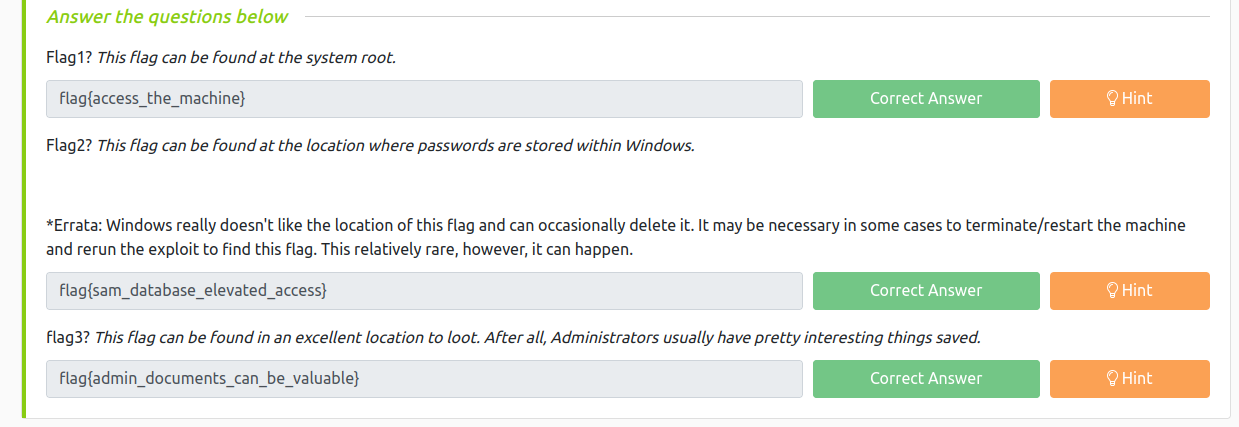 Answer the questions below
Flag1? This flag can be found at the system root.
flag{access_the_machine}
Correct Answer
Hint
Flag2? This flag can be found at the location where passwords are stored within Windows.
*Errata: Windows really doesn't like the location of this flag and can occasionally delete it. It may be necessary in some cases to terminate/restart the machine
and rerun the exploit to find this flag. This relatively rare, however, it can happen.
flag{sam_database_elevated_access}
Correct Answer
Hint
flag3? This flag can be found in an excellent location to loot. After all, Administrators usually have pretty interesting things saved.
flag{admin_documents_can_be_valuable}
Correct Answer
Hint